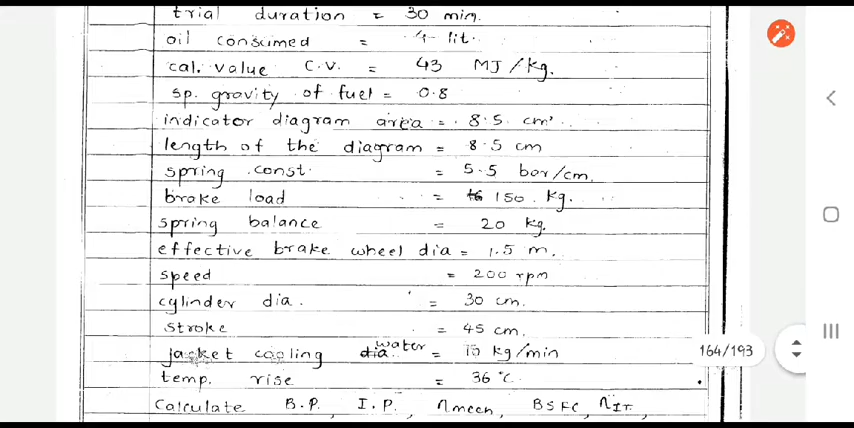 trial duration = 30 min.
oil consumed = 4 lit.
cal. value C.V. = 43 MJ/kg.
sp. gravity of fuel = 0.8
indicator diagram area = 8.5 cm²
length of the diagram = 8.5 cm
spring const. = 5.5 bar/cm.
brake load = 150 kg.
spring balance = 20 kg.
effective brake wheel dia = 1.5 m.
speed = 200 rpm
cylinder dia. = 30 cm.
stroke = 45 cm.
jacket cooling water = 10 kg/min
164/193
temp. rise = 36 °C.
Calculate B.P., I.P., ηmech, BSFC, ηIT,